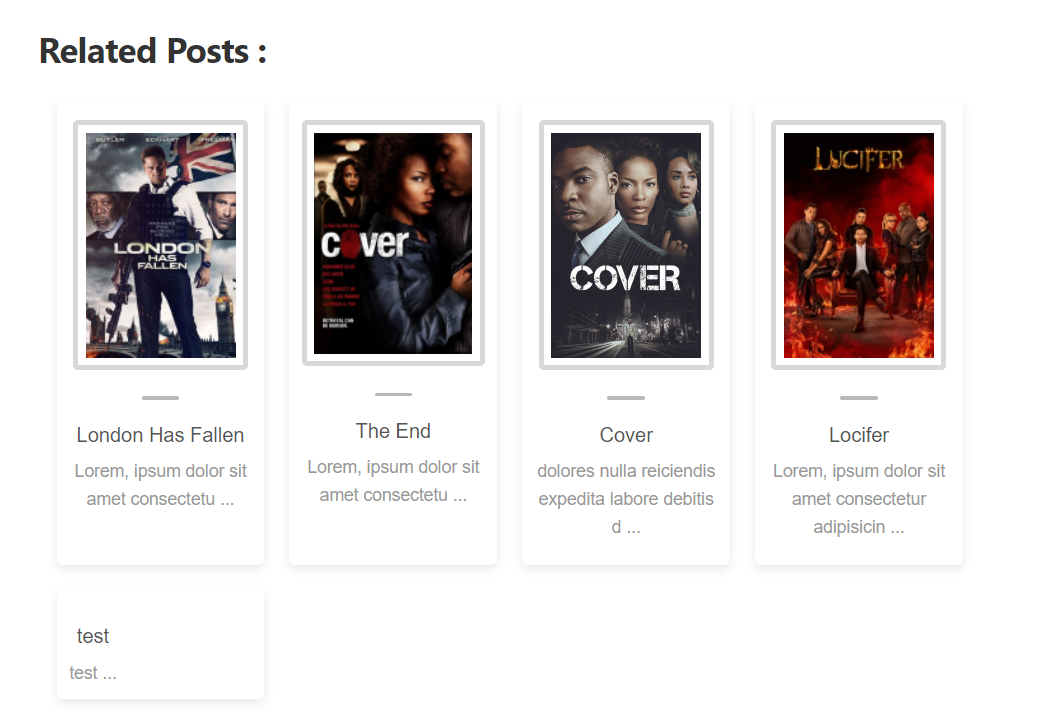 Related Posts :
BUTLER ECKHART FREEMAN
LONDON
HAS
FALLEN
cover
BETRAYAL CAN
BE MURDER.
COVER
LUCIFER
London Has Fallen
Lorem, ipsum dolor sit
amet consectetu ...
The End
Lorem, ipsum dolor sit
amet consectetu ...
Cover
dolores nulla reiciendis
expedita labore debitis
d ...
Locifer
Lorem, ipsum dolor sit
amet consectetur
adipisicin ...
test
test ...